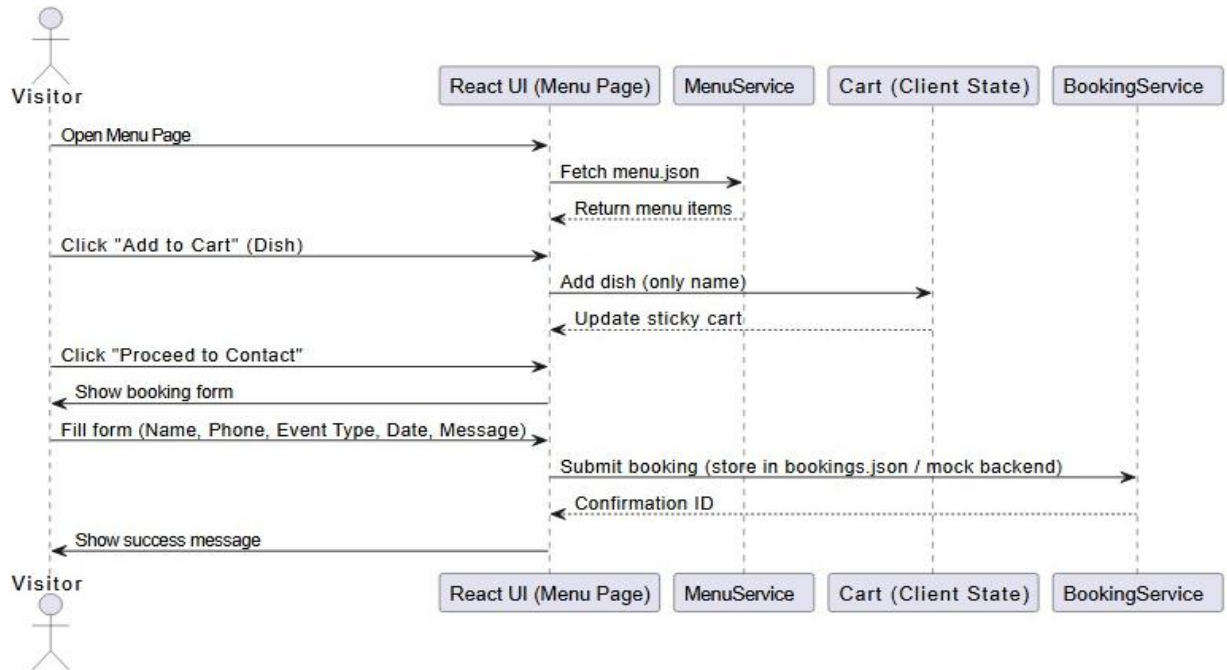 Visitor
React UI (Menu Page)
MenuService
Cart (Client State)
BookingService
Open Menu Page
Fetch menu.json
Return menu items
Click "Add to Cart" (Dish)
Add dish (only name)
Update sticky cart
Click "Proceed to Contact"
Show booking form
Fill form (Name, Phone, Event Type, Date, Message)
Submit booking (store in bookings.json / mock backend)
Confirmation ID
Show success message
Visitor
React UI (Menu Page)
MenuService
Cart (Client State)
BookingService